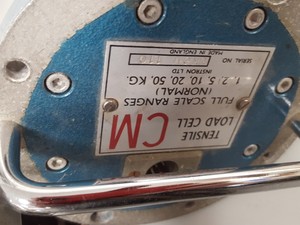 TENSILE
LOAD CELL CM
FULL SCALE RANGES
(NORMAL)
1, 2, 5, 10, 20, 50, KG.
INSTRON LTD
SERIAL NO
MADE IN ENGLAND